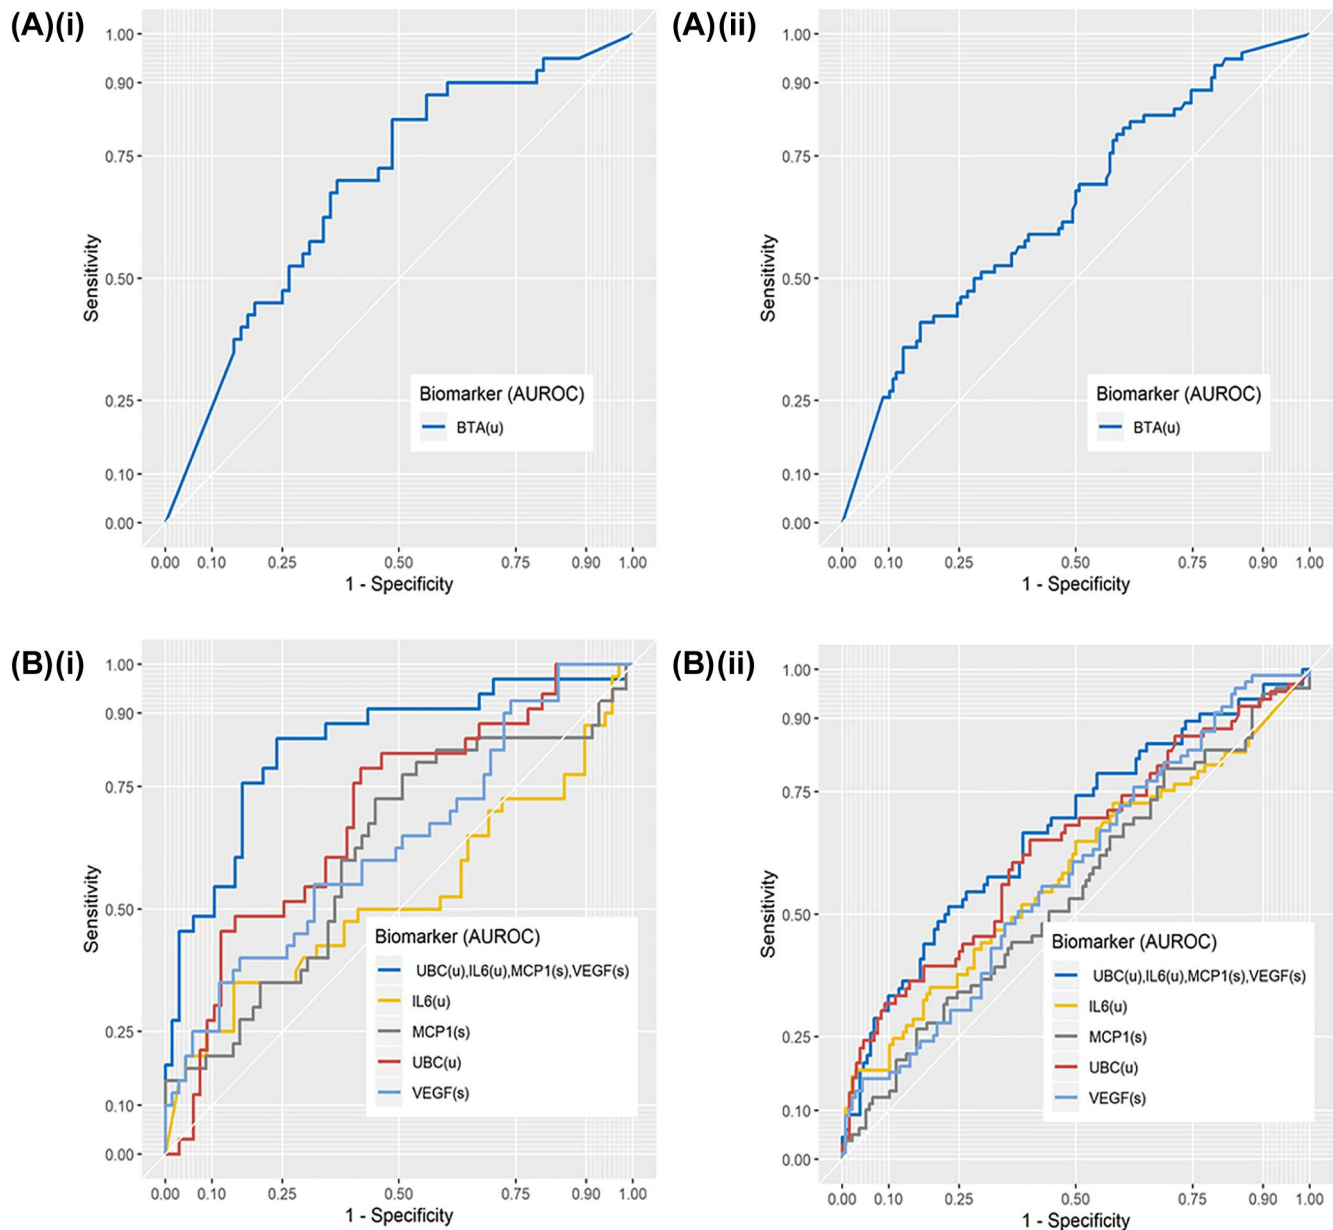 (A)(i)
1.00
0.90
0.75
0.50
0.25
0.10
0.00
Sensitivity
Biomarker (AUROC)
BTA(u)
0.00 0.10 0.25 0.50 0.75 0.90 1.00
1 - Specificity
(A)(ii)
1.00
0.90
0.75
0.50
0.25
0.10
0.00
Sensitivity
Biomarker (AUROC)
BTA(u)
0.00 0.10 0.25 0.50 0.75 0.90 1.00
1 - Specificity
(B)(i)
1.00
0.90
0.75
0.50
0.25
0.10
0.00
Sensitivity
Biomarker (AUROC)
UBC(u),IL6(u),MCP1(s),VEGF(s)
IL6(u)
MCP1(s)
UBC(u)
VEGF(s)
0.00 0.10 0.25 0.50 0.75 0.90 1.00
1 - Specificity
(B)(ii)
1.00
0.90
0.75
0.50
0.25
0.10
0.00
Sensitivity
Biomarker (AUROC)
UBC(u),IL6(u),MCP1(s),VEGF(s)
IL6(u)
MCP1(s)
UBC(u)
VEGF(s)
0.00 0.10 0.25 0.50 0.75 0.90 1.00
1 - Specificity